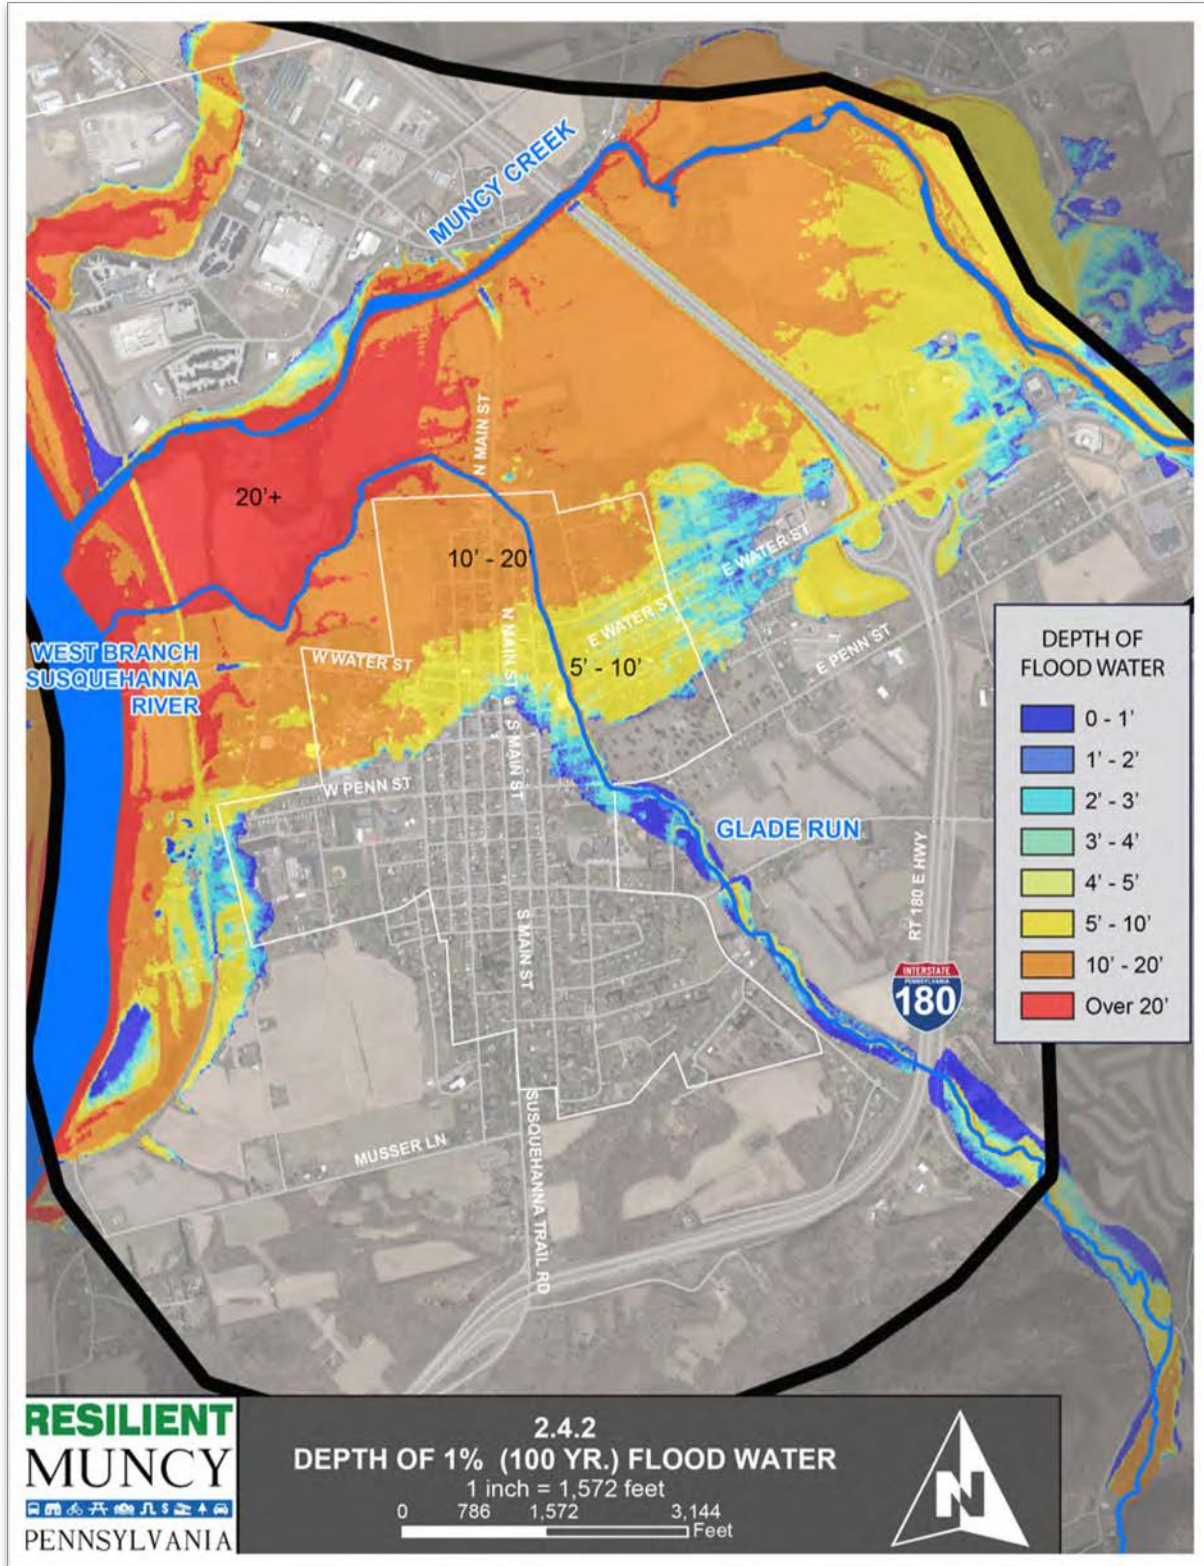 MUNCY CREEK
N MAIN ST
20'+
10' - 20'
E WATER ST
E WATER ST
N MAIN ST
W WATER ST
5' - 10'
E PENN ST
WEST BRANCH
SUSQUEHANNA
RIVER
S MAIN ST
W PENN ST
GLADE RUN
RT 180 E HWY
S MAIN ST
INTERSTATE
PENNSYLVANIA
180
SUSQUEHANNA TRAIL RD
MUSSER LN
DEPTH OF
FLOOD WATER
0 - 1'
1' - 2'
2' - 3'
3' - 4'
4' - 5'
5' - 10'
10' - 20'
Over 20'
RESILIENT
MUNCY
PENNSYLVANIA
2.4.2
DEPTH OF 1% (100 YR.) FLOOD WATER
1 inch = 1,572 feet
0 786 1,572 3,144
Feet
N